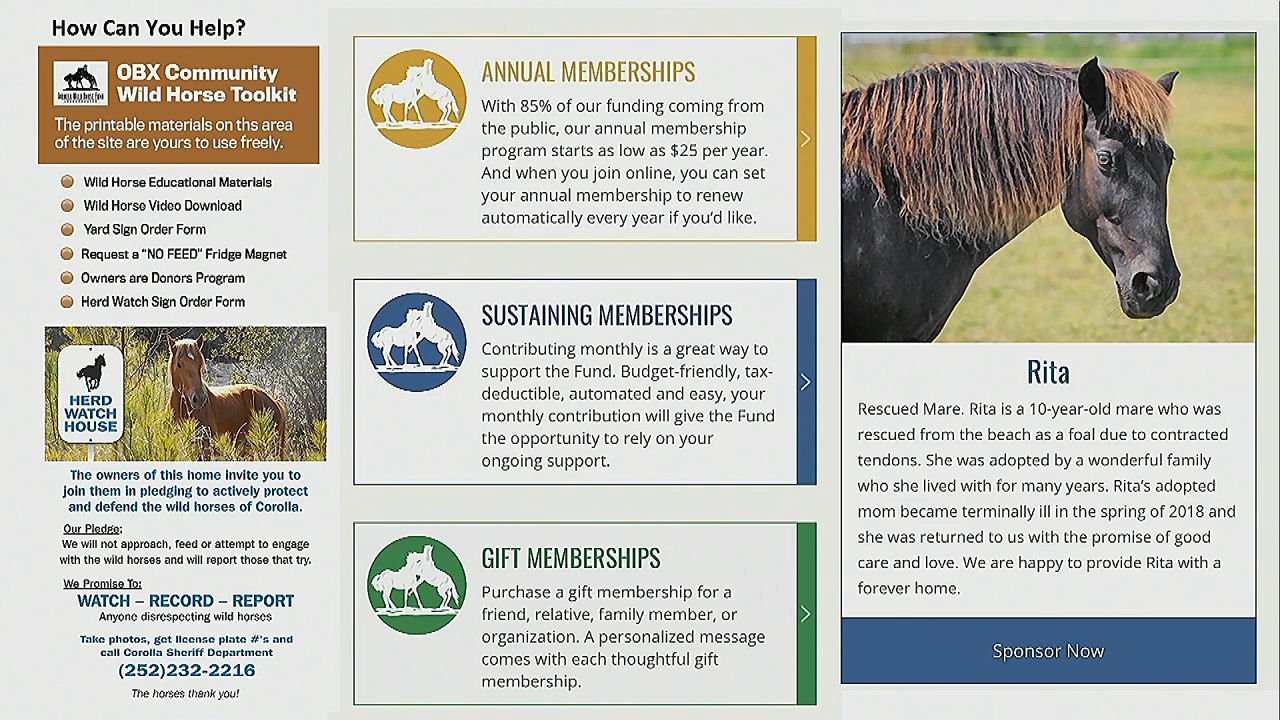 How Can You Help?
OBX Community
Wild Horse Toolkit
The printable materials on ths area
of the site are yours to use freely.
Wild Horse Educational Materials
Wild Horse Video Download
Yard Sign Order Form
Request a “NO FEED” Fridge Magnet
Owners are Donors Program
Herd Watch Sign Order Form
HERD
WATCH
HOUSE
The owners of this home invite you to
join them in pledging to actively protect
and defend the wild horses of Corolla.
Our Pledge:
We will not approach, feed or attempt to engage
with the wild horses and will report those that try.
We Promise To:
WATCH – RECORD – REPORT
Anyone disrespecting wild horses
Take photos, get license plate #'s and
call Corolla Sheriff Department
(252)232-2216
The horses thank you!
ANNUAL MEMBERSHIPS
With 85% of our funding coming from
the public, our annual membership
program starts as low as $25 per year.
And when you join online, you can set
your annual membership to renew
automatically every year if you’d like.
SUSTAINING MEMBERSHIPS
Contributing monthly is a great way to
support the Fund. Budget-friendly, tax-
deductible, automated and easy, your
monthly contribution will give the Fund
the opportunity to rely on your
ongoing support.
GIFT MEMBERSHIPS
Purchase a gift membership for a
friend, relative, family member, or
organization. A personalized message
comes with each thoughtful gift
membership.
Rita
Rescued Mare. Rita is a 10-year-old mare who was
rescued from the beach as a foal due to contracted
tendons. She was adopted by a wonderful family
who she lived with for many years. Rita’s adopted
mom became terminally ill in the spring of 2018 and
she was returned to us with the promise of good
care and love. We are happy to provide Rita with a
forever home.
Sponsor Now